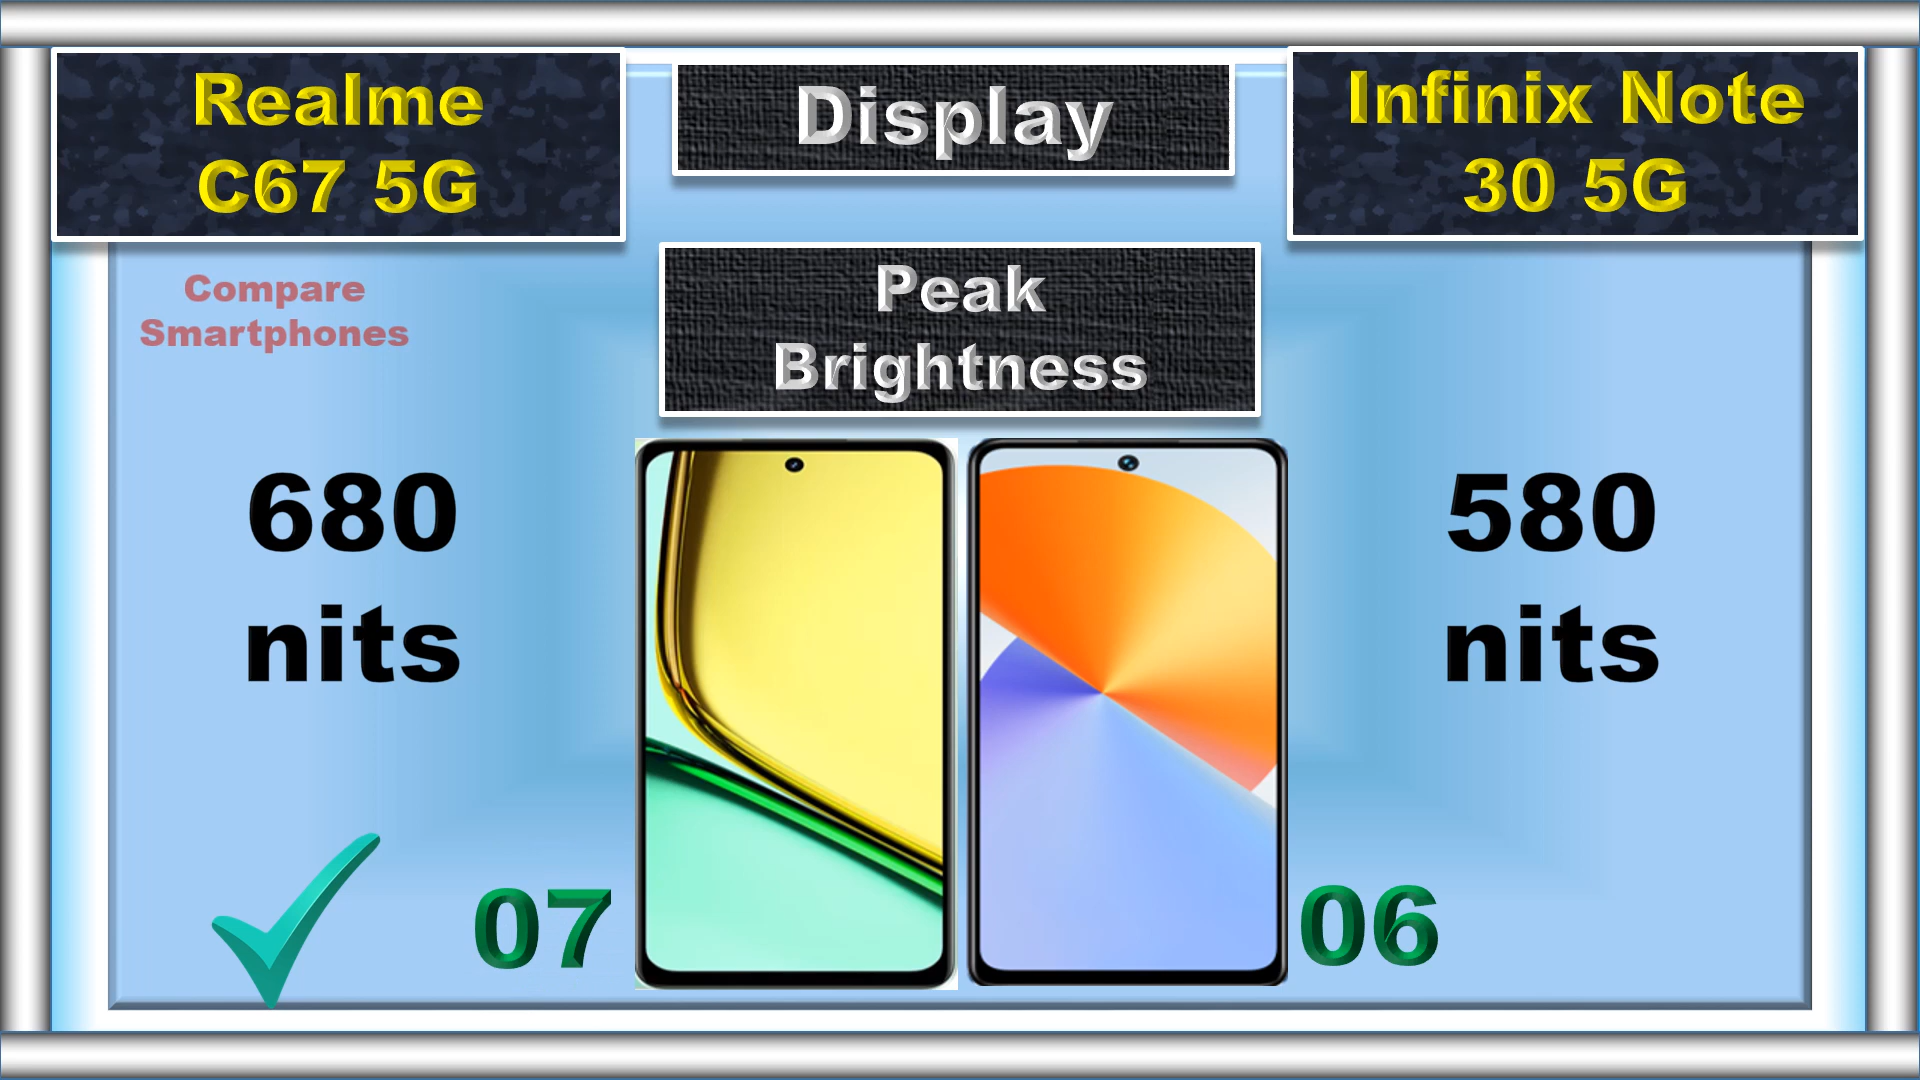 Realme
C67 5G
Display
Infinix Note
30 5G
Compare
Smartphones
Peak
Brightness
680
nits
580
nits
07
06